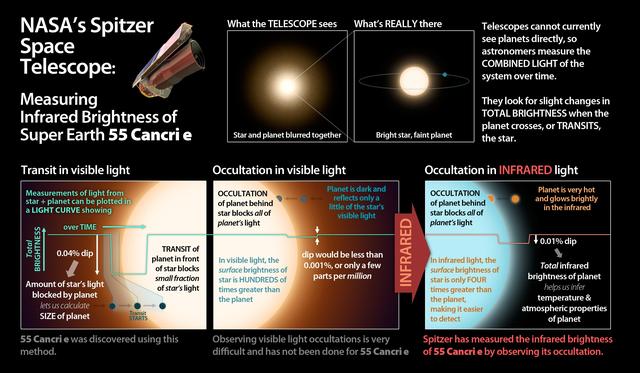 NASA's Spitzer
Space
Telescope:
Measuring
Infrared Brightness of
Super Earth 55 Cancri e
What the TELESCOPE sees
Star and planet blurred together
What's REALLY there
Bright star, faint planet
Telescopes cannot currently
see planets directly, so
astronomers measure the
COMBINED LIGHT of the
system over time.
They look for slight changes in
TOTAL BRIGHTNESS when the
planet crosses, or TRANSITS,
the star.
Transit in visible light
Measurements of light from
star + planet can be plotted in
a LIGHT CURVE showing
over TIME
Total
BRIGHTNESS
0.04% dip
Amount of star's light
blocked by planet
lets us calculate
SIZE of planet
TRANSIT of
planet in front
of star blocks
small fraction
of star's light
Transit
STARTS
55 Cancri e was discovered using this
method.
Occultation in visible light
OCCULTATION
of planet behind
star blocks all of
planet's light
Planet is dark and
reflects only a
little of the star's
visible light
In visible light, the
surface brightness of
star is HUNDREDS of
times greater than
the planet
dip would be less than
0.001%, or only a few
parts per million
Observing visible light occultations is very
difficult and has not been done for 55 Cancri e
INFRARED
Occultation in INFRARED light
OCCULTATION
of planet behind
star blocks all of
planet's light
Planet is very hot
and glows brightly
in the infrared
0.01% dip
In infrared light, the
surface brightness of
star is only FOUR
times greater than
the planet,
making it easier
to detect
Total infrared
brightness of planet
helps us infer
temperature &
atmospheric properties
of planet
Spitzer has measured the infrared brightness
of 55 Cancri e by observing its occultation.